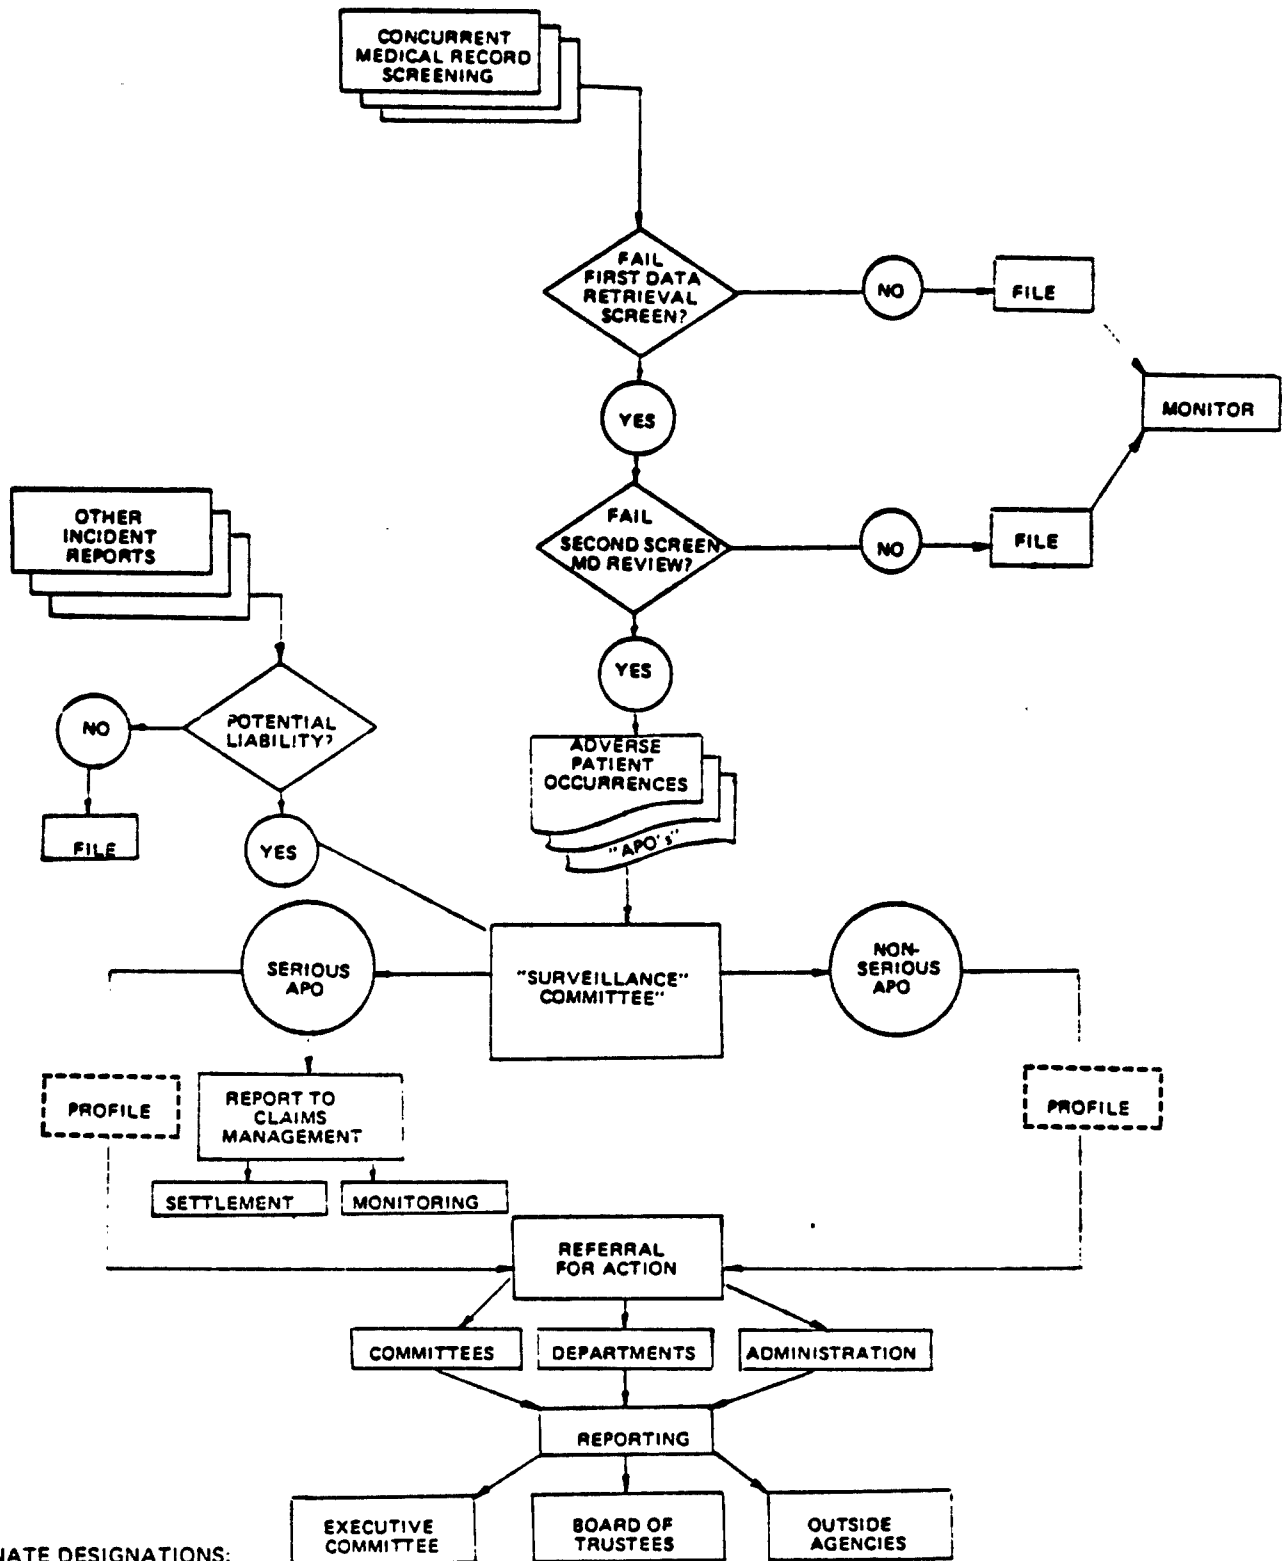 CONCURRENT
MEDICAL RECORD
SCREENING
FAIL
FIRST DATA
RETRIEVAL
SCREEN?
NO
FILE
YES
MONITOR
OTHER
INCIDENT
REPORTS
FAIL
SECOND SCREEN
MD REVIEW?
NO
FILE
YES
NO
POTENTIAL
LIABILITY?
ADVERSE
PATIENT
OCCURRENCES
"APO's"
FILE
YES
SERIOUS
APO
"SURVEILLANCE"
COMMITTEE"
NON-
SERIOUS
APO
PROFILE
REPORT TO
CLAIMS
MANAGEMENT
PROFILE
SETTLEMENT
MONITORING
REFERRAL
FOR ACTION
COMMITTEES
DEPARTMENTS
ADMINISTRATION
REPORTING
EXECUTIVE
COMMITTEE
BOARD OF
TRUSTEES
OUTSIDE
AGENCIES
DESIGNATIONS: